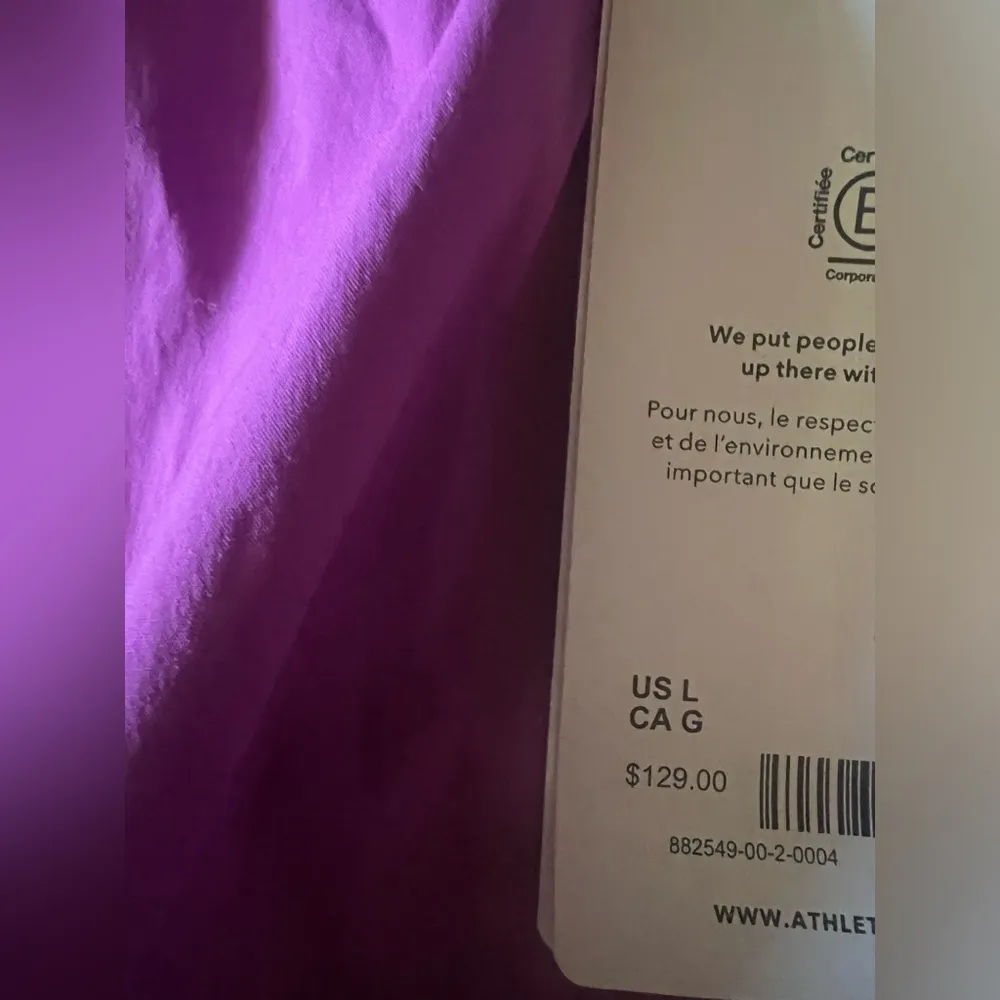 Cer
Certifiée
B
Corpora
We put people
up there wit
Pour nous, le respec
et de l'environneme
important que le so
US L
CA G
$129.00
882549-00-2-0004
WWW.ATHLET